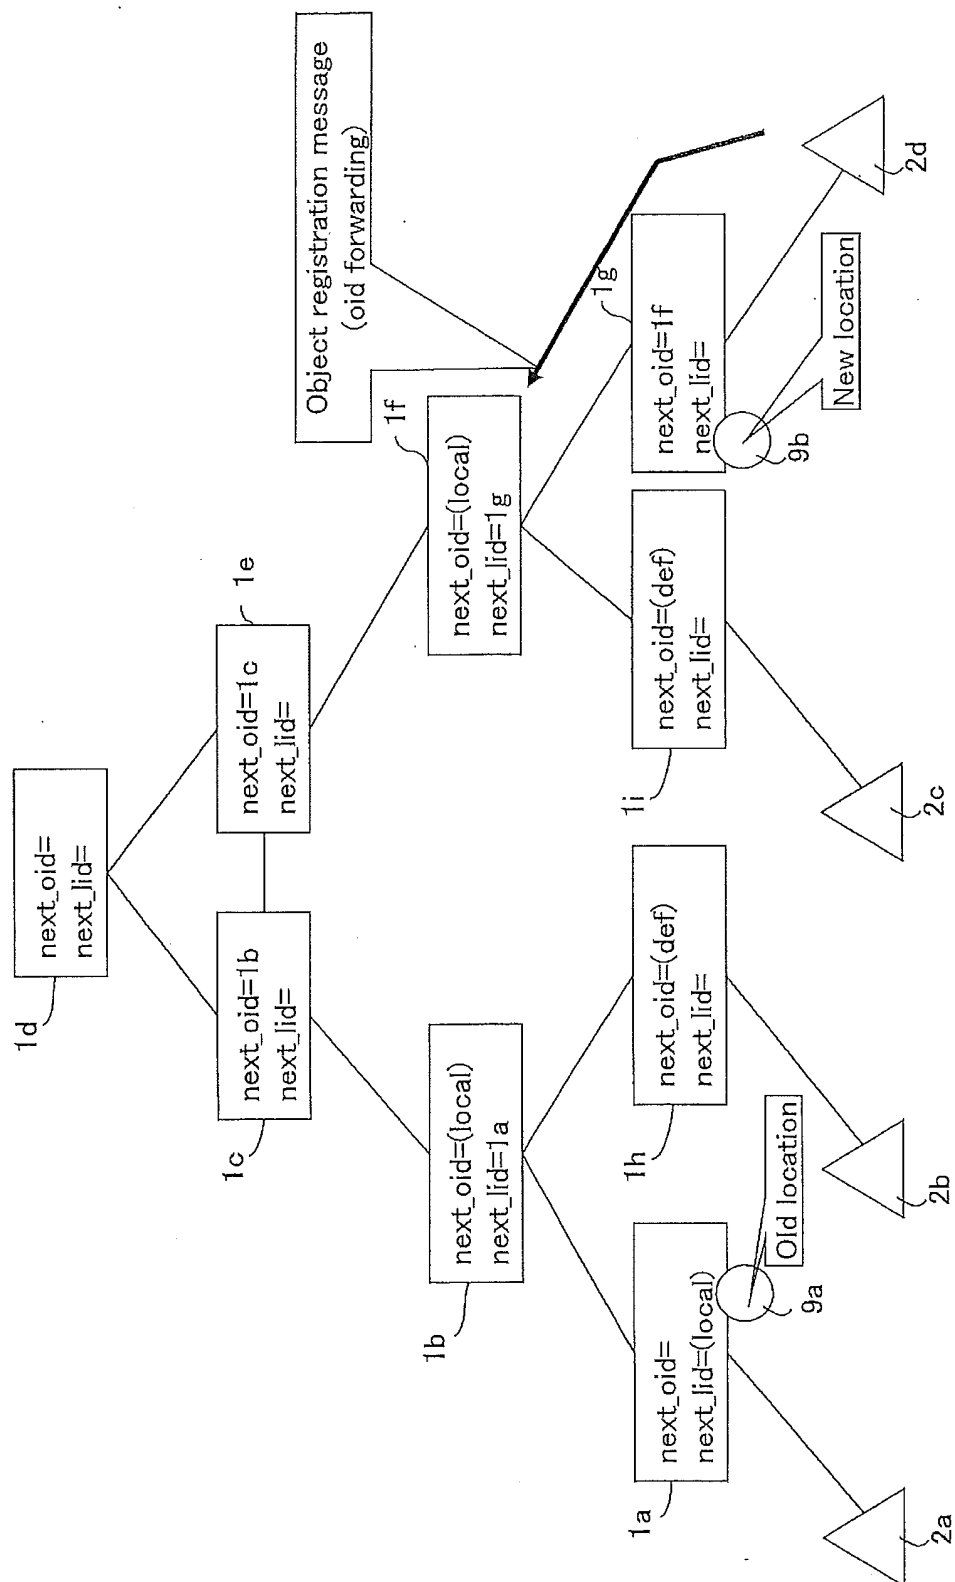 Object registration message
(oid forwarding)
next_oid=
next_lid=
1d
next_oid=1b
next_lid=
1c
next_oid=1c
next_lid=
1e
next_oid=(local)
next_lid=1a
1b
next_oid=(local)
next_lid=1g
1f
next_oid=
next_lid=(local)
1a
next_oid=(def)
next_lid=
1h
next_oid=(def)
next_lid=
1i
next_oid=1f
next_lid=
1g
9a
Old location
9b
New location
2a
2b
2c
2d